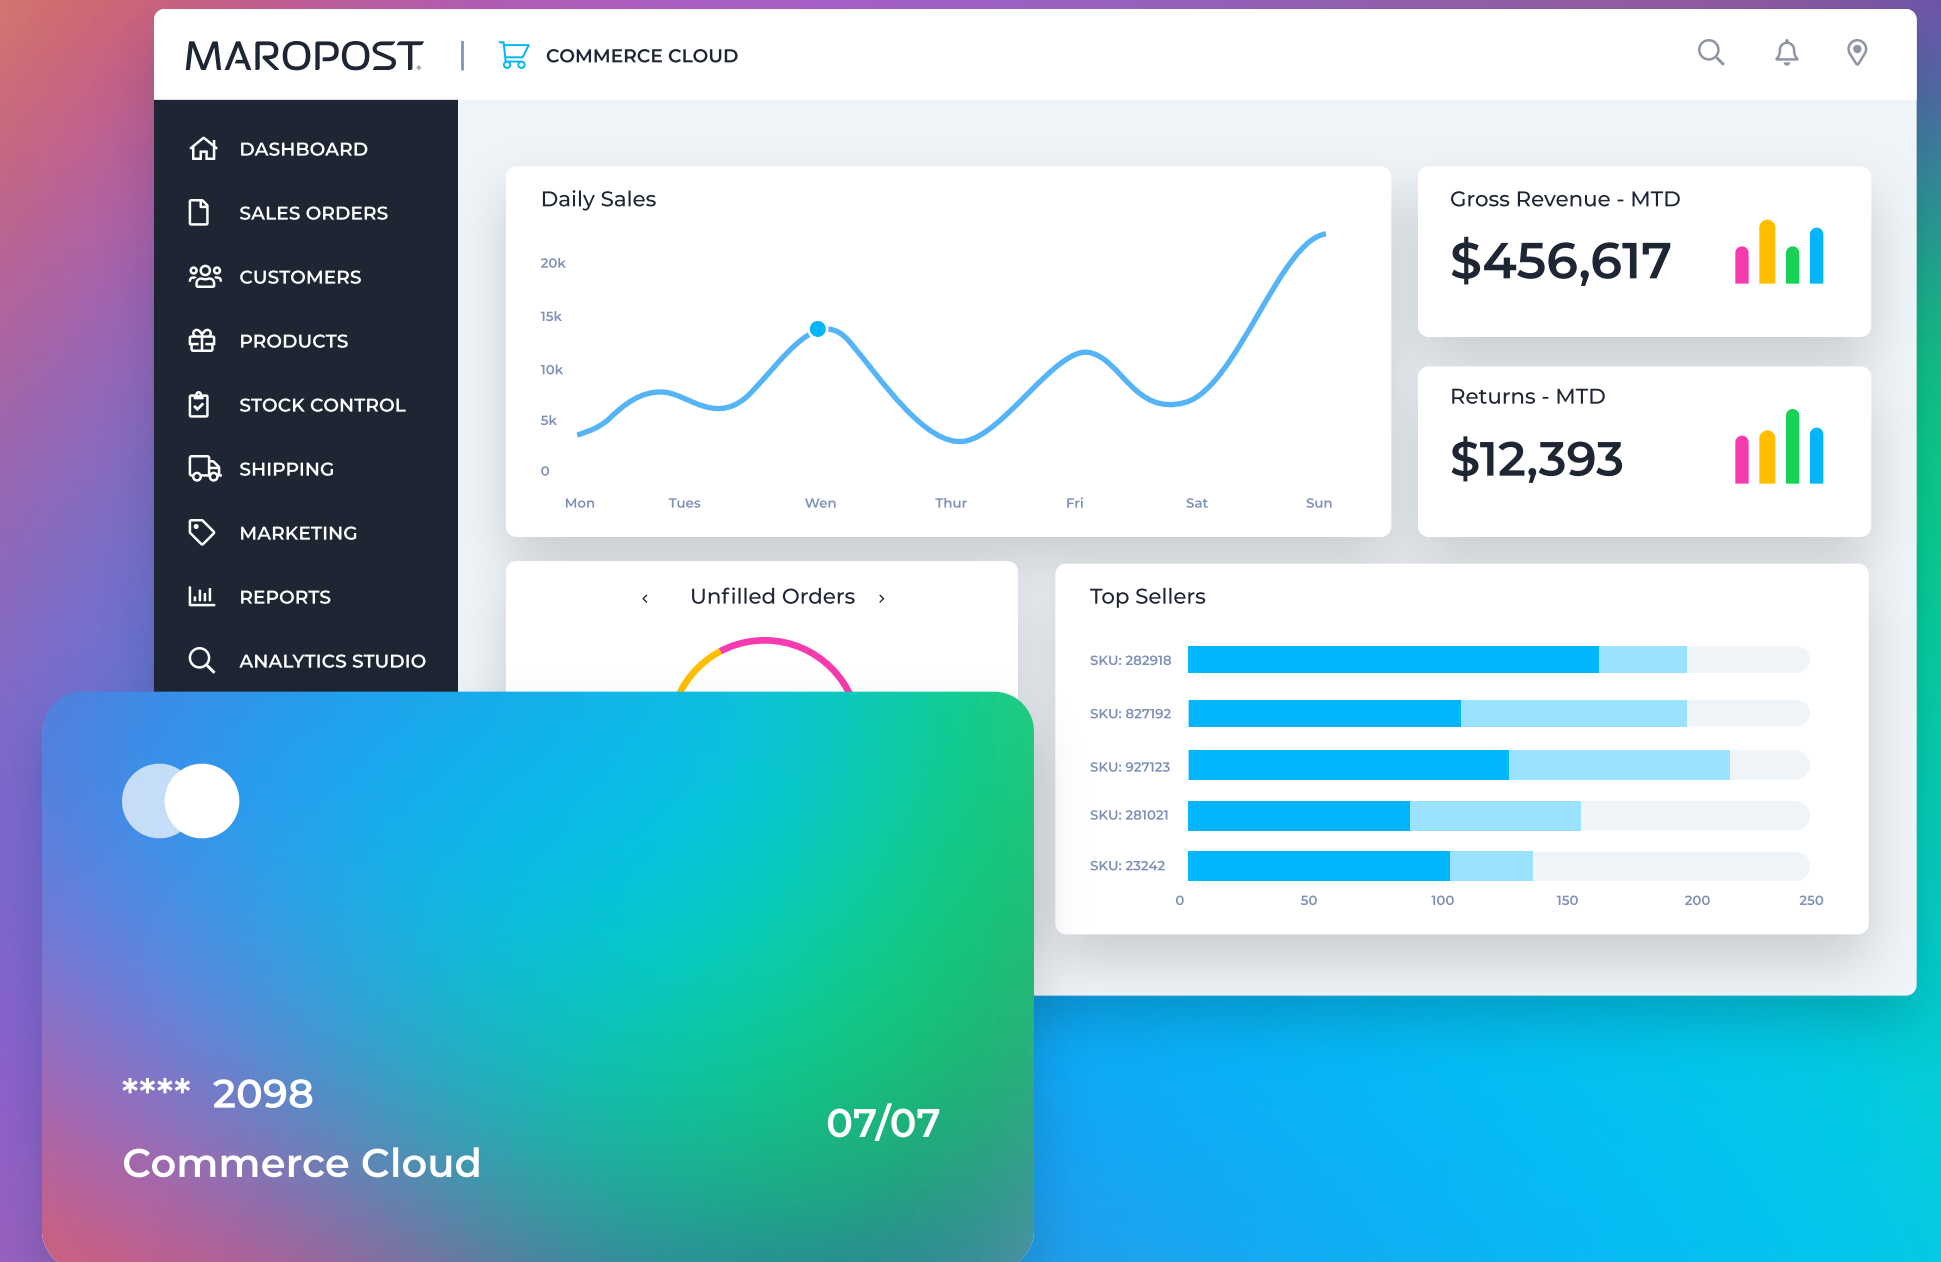 MAROPOST
COMMERCE CLOUD
DASHBOARD
SALES ORDERS
CUSTOMERS
PRODUCTS
STOCK CONTROL
SHIPPING
MARKETING
REPORTS
ANALYTICS STUDIO
Daily Sales
20k
15k
10k
5k
0
Mon Tues Wen Thur Fri Sat Sun
Gross Revenue - MTD
$456,617
Returns - MTD
$12,393
‹ Unfilled Orders ›
Top Sellers
SKU: 282918
SKU: 827192
SKU: 927123
SKU: 281021
SKU: 23242
0 50 100 150 200 250
**** 2098
07/07
Commerce Cloud